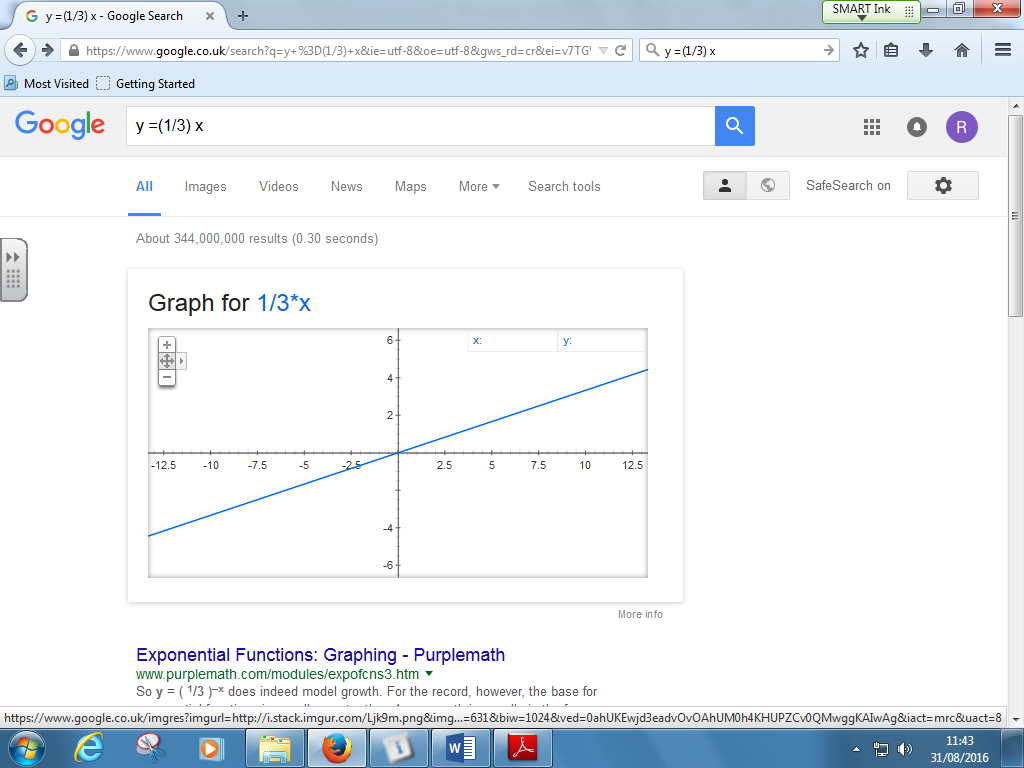 y =(1/3) x - Google Search
SMART Ink
https://www.google.co.uk/search?q=y+%3D(1/3)+x&ie=utf-8&oe=utf-8&gws_rd=cr&ei=v7TG
y =(1/3) x
Most Visited
Getting Started
Google
y =(1/3) x
R
All
Images
Videos
News
Maps
More
Search tools
SafeSearch on
About 344,000,000 results (0.30 seconds)
Graph for 1/3*x
x:
y:
6
4
2
-12.5 -10 -7.5 -5 -2.5 2.5 5 7.5 10 12.5
-4
-6
More info
Exponential Functions: Graphing - Purplemath
www.purplemath.com/modules/expofcns3.htm
So y = ( 1/3 )–x does indeed model growth. For the record, however, the base for
https://www.google.co.uk/imgres?imgurl=http://i.stack.imgur.com/Ljk9m.png&img...=631&biw=1024&ved=0ahUKEwjd3eadvOvOAhUM0h4KHUPZCv0QMwggKAIwAg&iact=mrc&uact=8
11:43
31/08/2016